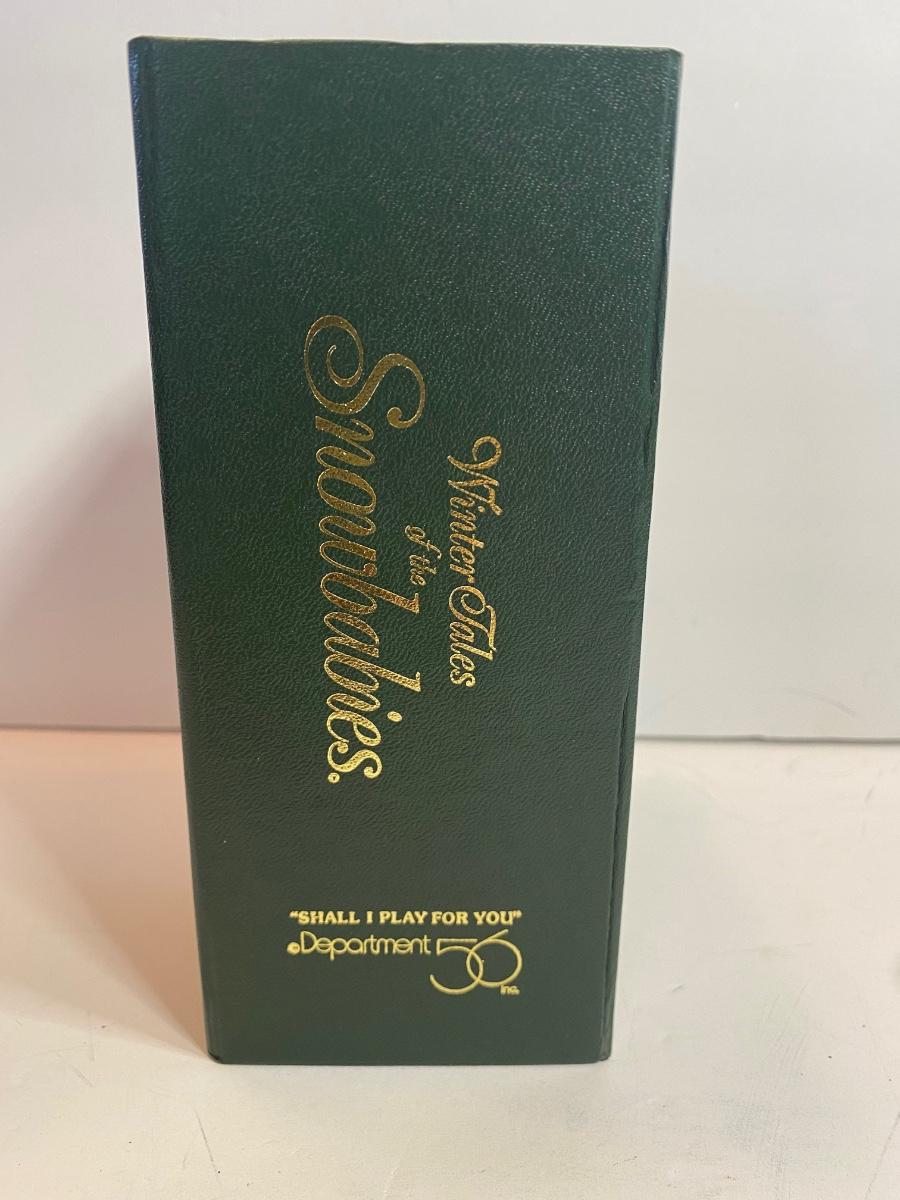 Winter Tales
of the
Snowbabies®
"SHALL I PLAY FOR YOU"
©Department 56
Inc.